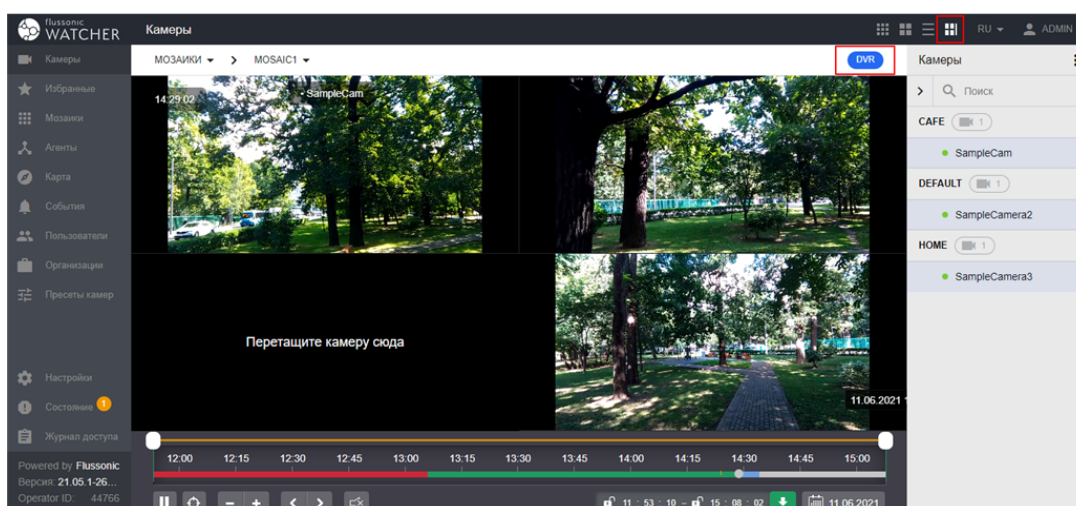 flussonic
WATCHER
Камеры
RU
ADMIN
Камеры
Избранные
Мозаики
Агенты
Карта
События
Пользователи
Организации
Пресеты камер
Настройки
Состояние 1
Журнал доступа
Powered by Flussonic
Версия: 21.05.1-26...
Operator ID: 44766
МОЗАИКИ > MOSAIC1
DVR
14:29:02
SampleCam
Перетащите камеру сюда
11.06.2021 1
12:00 12:15 12:30 12:45 13:00 13:15 13:30 13:45 14:00 14:15 14:30 14:45 15:00
11 : 53 : 10 – 15 : 08 : 02
11.06.2021
Камеры
Поиск
CAFE 1
SampleCam
DEFAULT 1
SampleCamera2
HOME 1
SampleCamera3